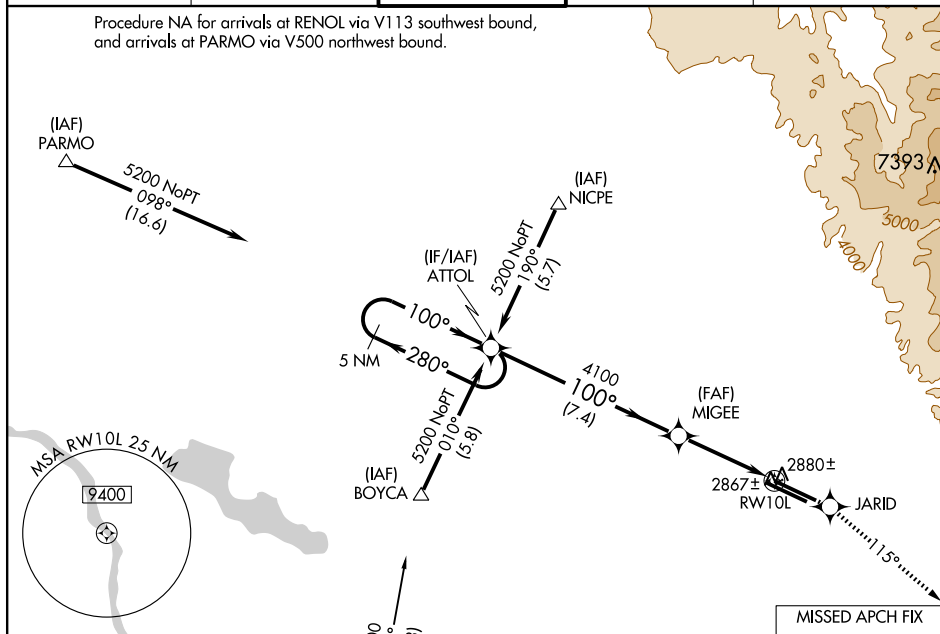 Procedure NA for arrivals at RENOL via V113 southwest bound,
and arrivals at PARMO via V500 northwest bound.
(IAF)
PARMO
5200 NoPT
098°
(16.6)
(IAF)
NICPE
5200 NoPT
190°
(5.7)
(IF/IAF)
ATTOL
7393
5000
4000
100°
5 NM
280°
4100
100°
(7.4)
(FAF)
MIGEE
5200 NoPT
010°
(5.8)
(IAF)
BOYCA
2880±
2867±
RW10L
JARID
115°
MSA RW10L 25 NM
9400
MISSED APCH FIX